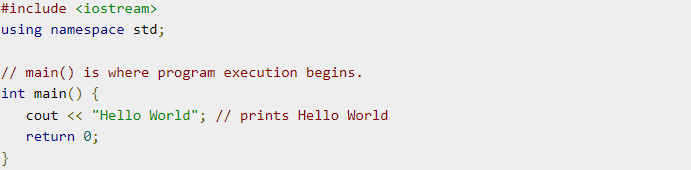 #include <iostream>
using namespace std;

// main() is where program execution begins.
int main() {
   cout << "Hello World"; // prints Hello World
   return 0;
}